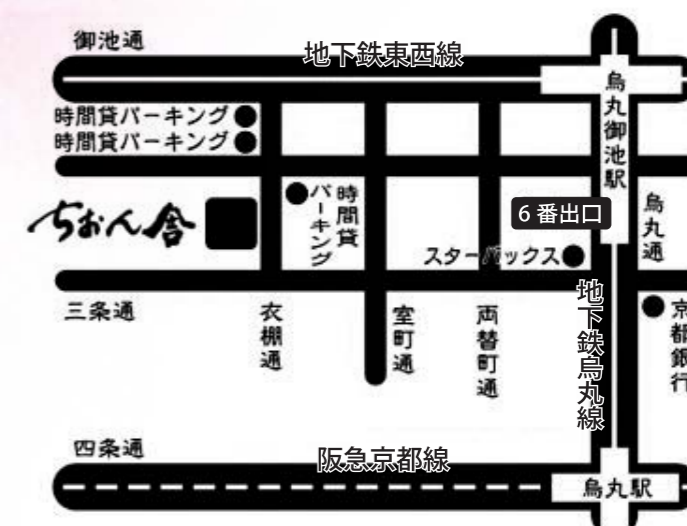 御池通
地下鉄東西線
烏丸御池駅
時間貸パーキング
時間貸パーキング
ちおん舎
時間貸
パーキング
6番出口
烏丸通
スターバックス
三条通
衣棚通
室町通
両替町通
地下鉄烏丸線
京都銀行
四条通
阪急京都線
烏丸駅